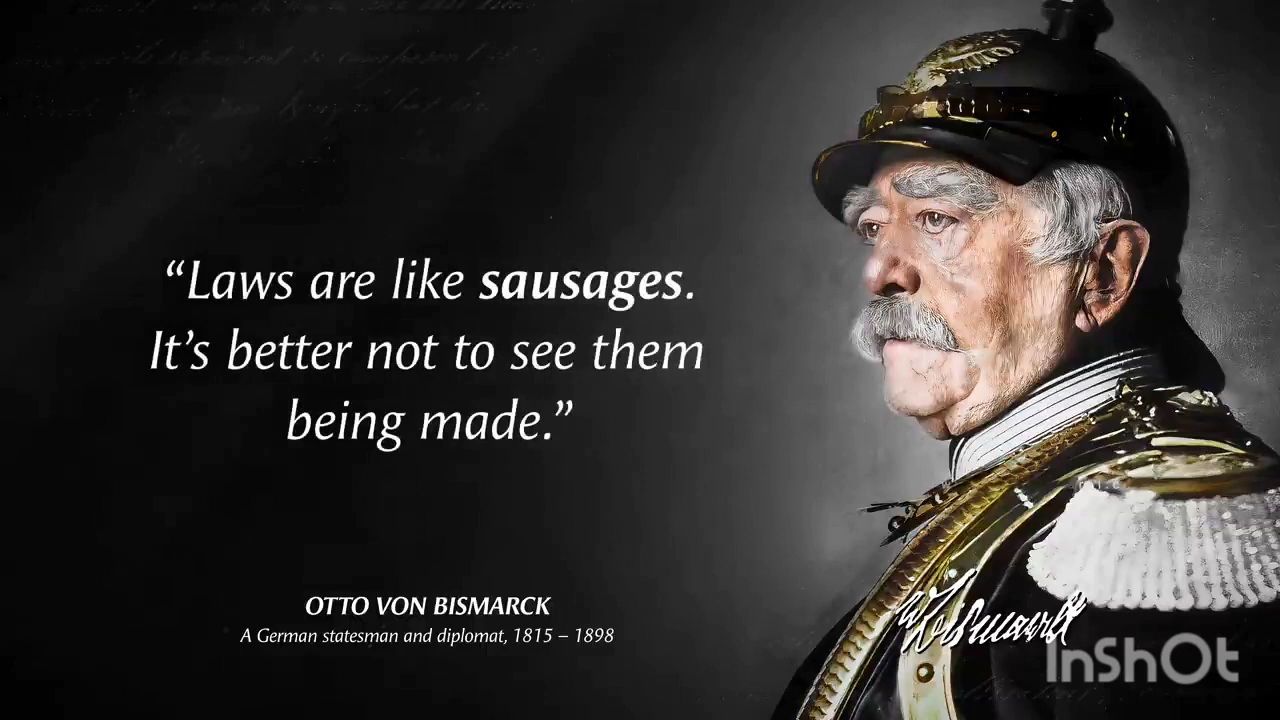 “Laws are like sausages.
It’s better not to see them
being made.”
OTTO VON BISMARCK
A German statesman and diplomat, 1815 – 1898
InShOt